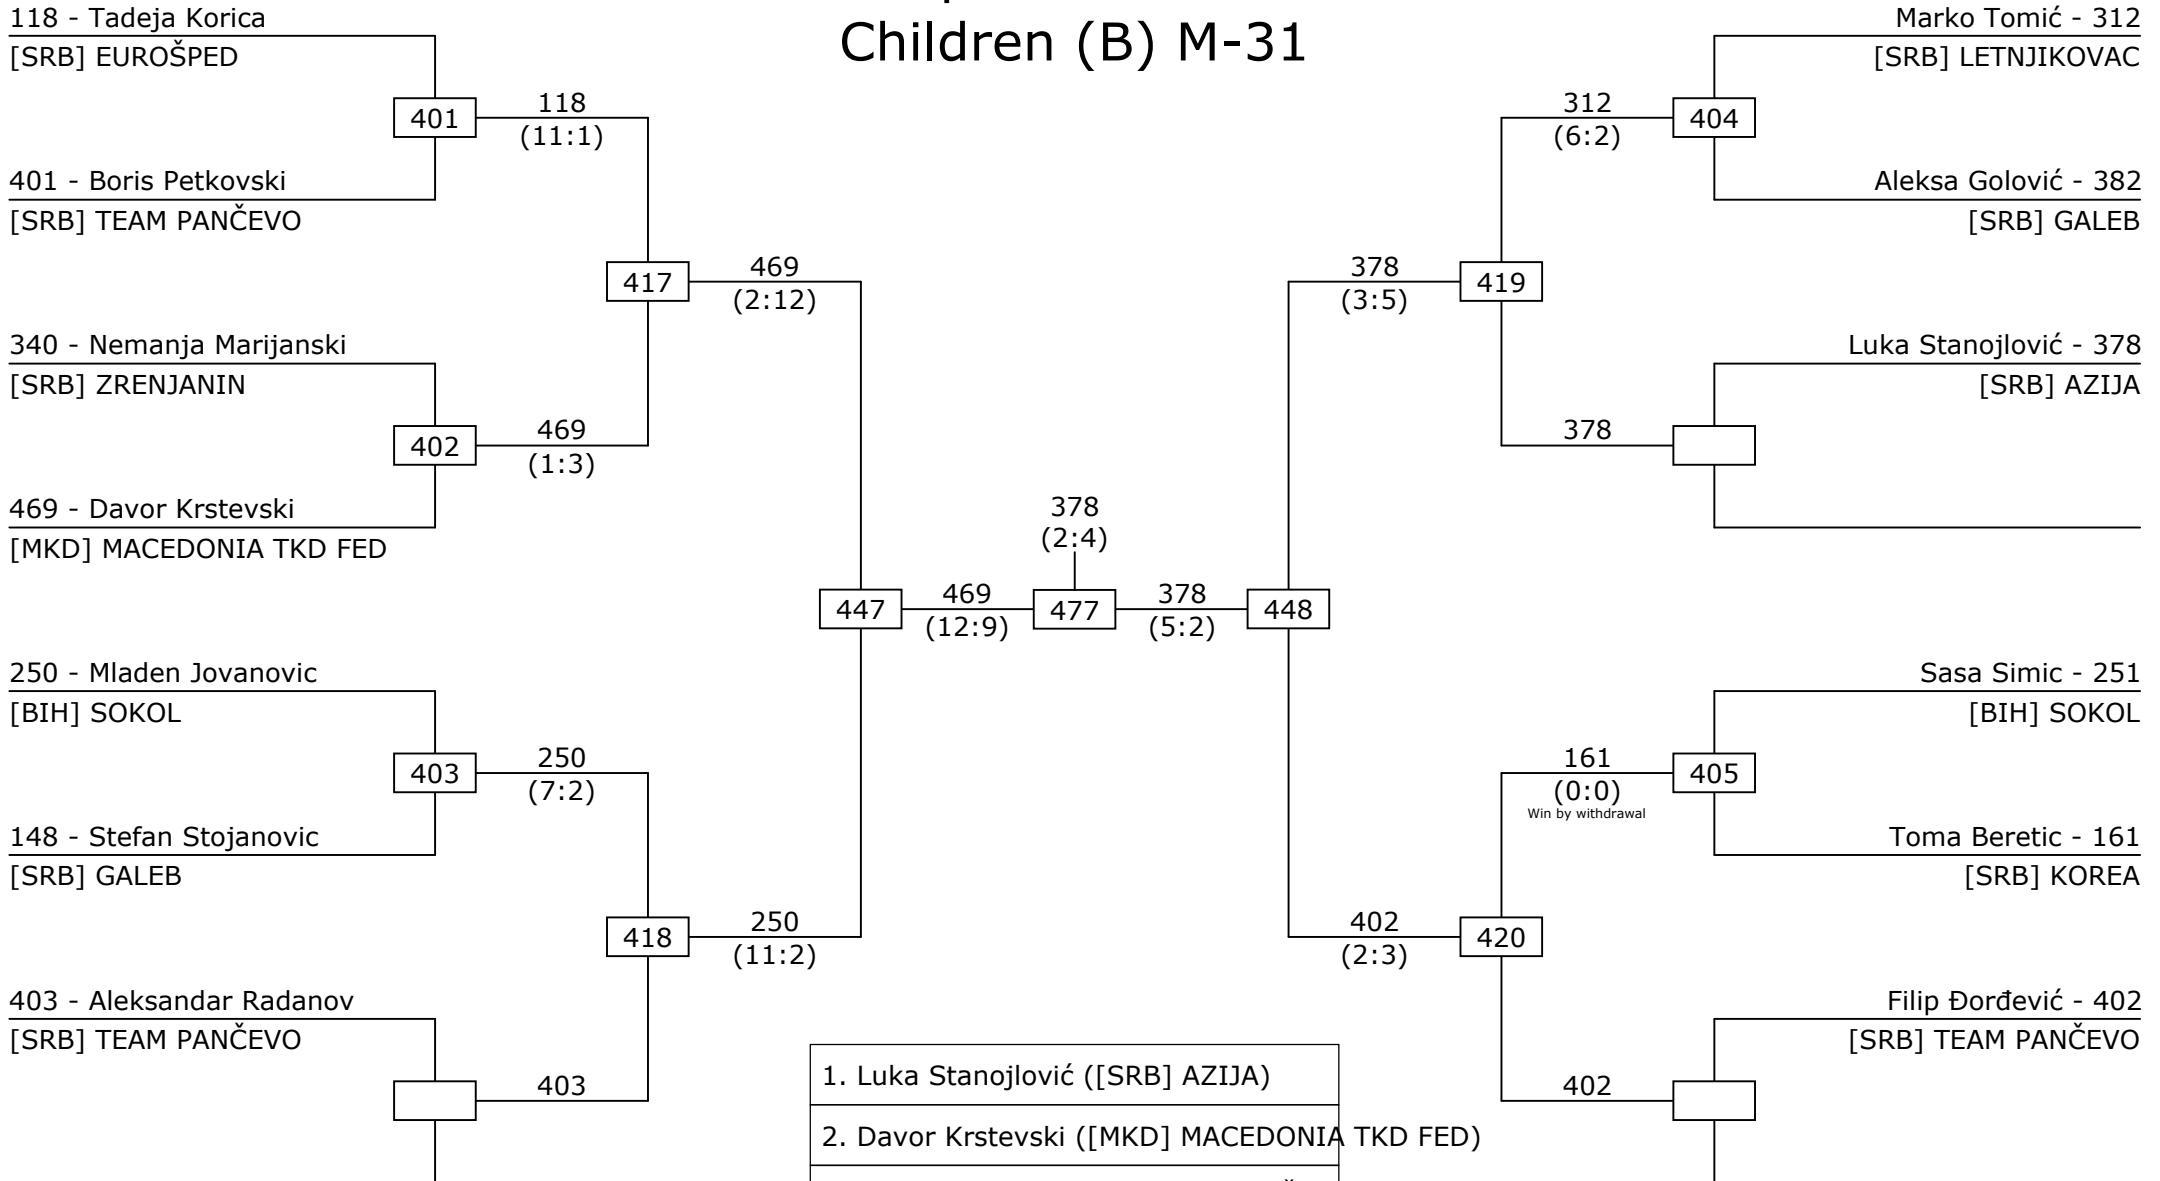 Children (B) M-31
118 - Tadeja Korica
[SRB] EUROŠPED
401
118
(11:1)
401 - Boris Petkovski
[SRB] TEAM PANČEVO
417
469
(2:12)
340 - Nemanja Marijanski
[SRB] ZRENJANIN
402
469
(1:3)
469 - Davor Krstevski
[MKD] MACEDONIA TKD FED
447
469
(12:9)
250 - Mladen Jovanovic
[BIH] SOKOL
403
250
(7:2)
148 - Stefan Stojanovic
[SRB] GALEB
418
250
(11:2)
403 - Aleksandar Radanov
[SRB] TEAM PANČEVO
403
378
(2:4)
477
Marko Tomić - 312
[SRB] LETNJIKOVAC
312
(6:2)
404
Aleksa Golović - 382
[SRB] GALEB
378
(3:5)
419
Luka Stanojlović - 378
[SRB] AZIJA
378
378
(5:2)
448
Sasa Simic - 251
[BIH] SOKOL
161
(0:0)
Win by withdrawal
405
Toma Beretic - 161
[SRB] KOREA
402
(2:3)
420
Filip Đorđević - 402
[SRB] TEAM PANČEVO
402
1. Luka Stanojlović ([SRB] AZIJA)
2. Davor Krstevski ([MKD] MACEDONIA TKD FED)